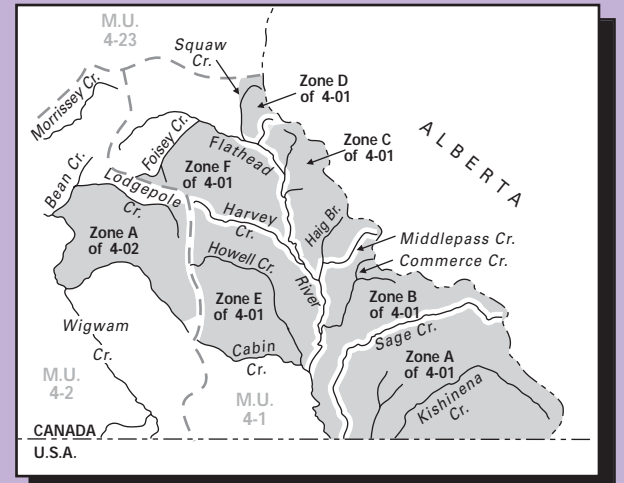 M.U.
4-23
Squaw
Cr.
Zone D
of 4-01
Morrissey Cr.
Foisey Cr.
Flathead
Zone C
of 4-01
ALBERTA
Bean Cr.
Zone F
of 4-01
Lodgepole
Cr.
Harvey
Cr.
Haig Br.
Middlepass Cr.
Commerce Cr.
Zone A
of 4-02
Howell Cr.
River
Zone E
of 4-01
Zone B
of 4-01
Sage Cr.
Wigwam
Cr.
Cabin
Cr.
Zone A
of 4-01
Kishinena
Cr.
M.U.
4-2
M.U.
4-1
CANADA
U.S.A.